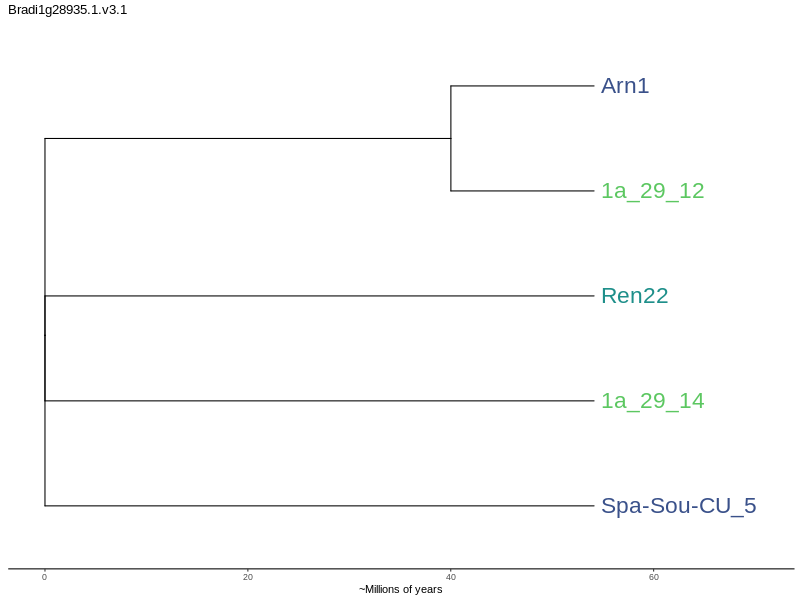 Bradi1g28935.1.v3.1
Arn1
1a_29_12
Ren22
1a_29_14
Spa-Sou-CU_5
0 20 40 60
~Millions of years